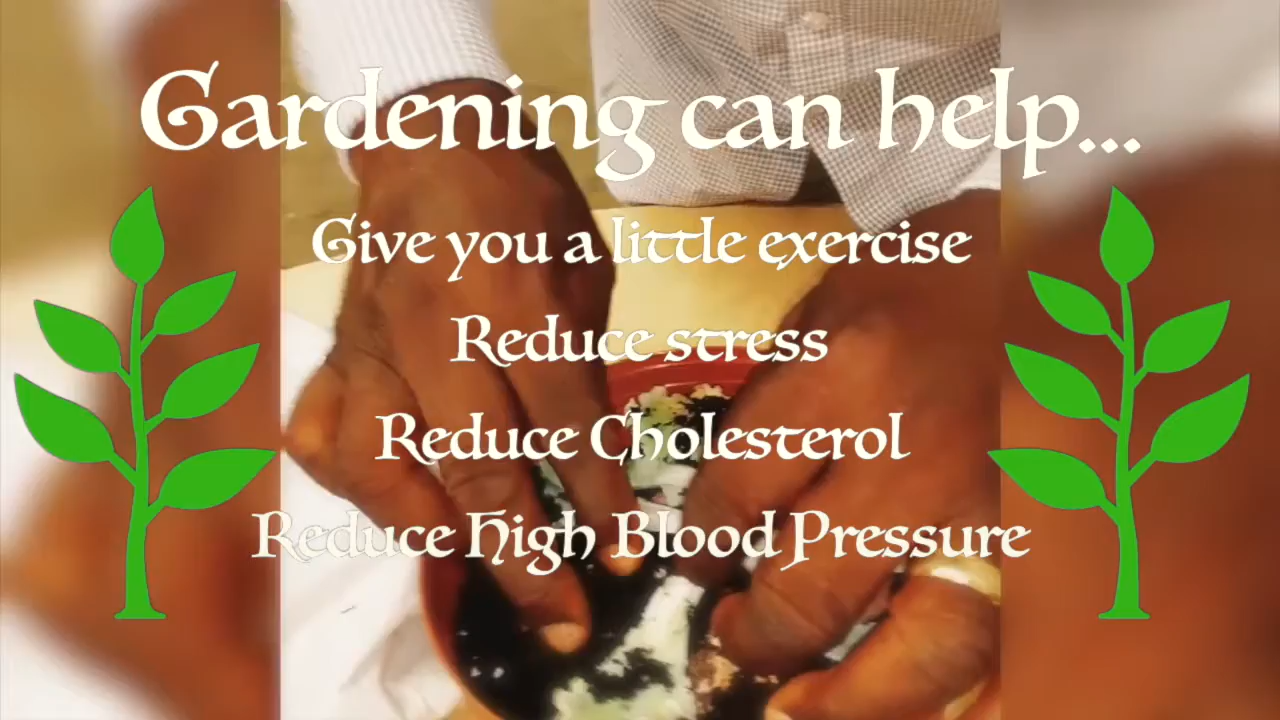 Gardening can help...
Give you a little exercise
Reduce stress
Reduce Cholesterol
Reduce High Blood Pressure